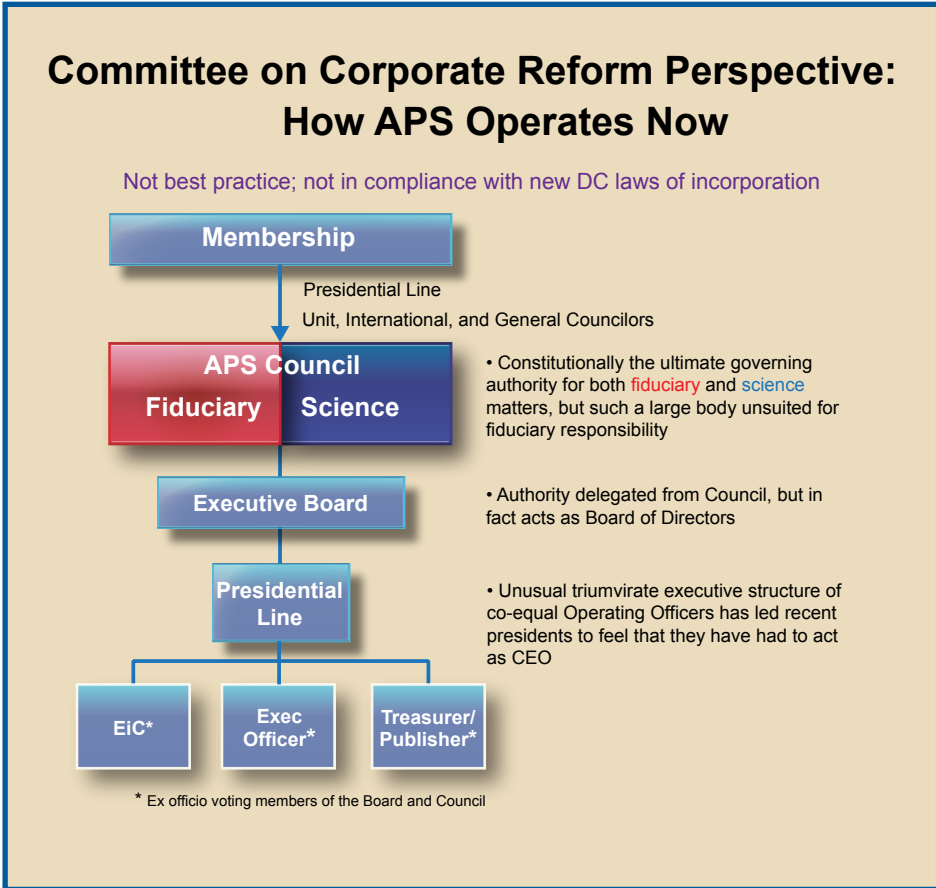 Committee on Corporate Reform Perspective:
How APS Operates Now
Not best practice; not in compliance with new DC laws of incorporation
Membership
Presidential Line
Unit, International, and General Councilors
APS Council
Fiduciary Science
• Constitutionally the ultimate governing
authority for both fiduciary and science
matters, but such a large body unsuited for
fiduciary responsibility
Executive Board
• Authority delegated from Council, but in
fact acts as Board of Directors
Presidential
Line
• Unusual triumvirate executive structure of
co-equal Operating Officers has led recent
presidents to feel that they have had to act
as CEO
EiC*
Exec
Officer*
Treasurer/
Publisher*
* Ex officio voting members of the Board and Council